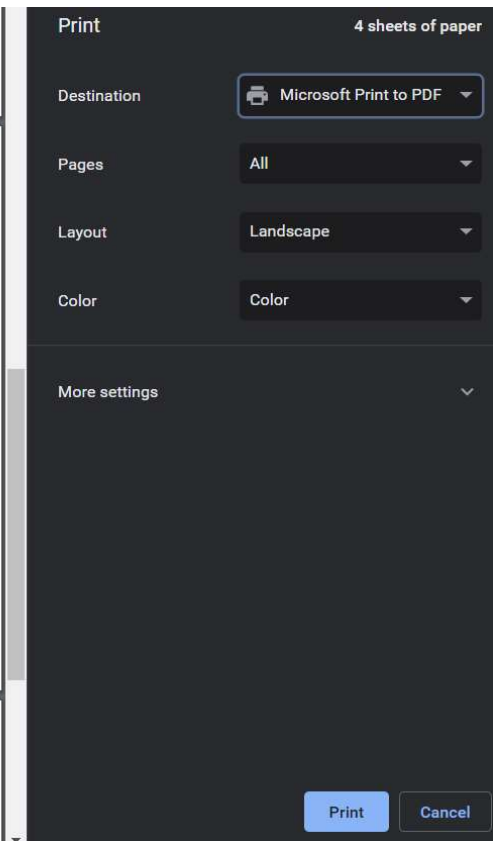 Print 4 sheets of paper
Destination Microsoft Print to PDF
Pages All
Layout Landscape
Color Color
More settings
Print Cancel